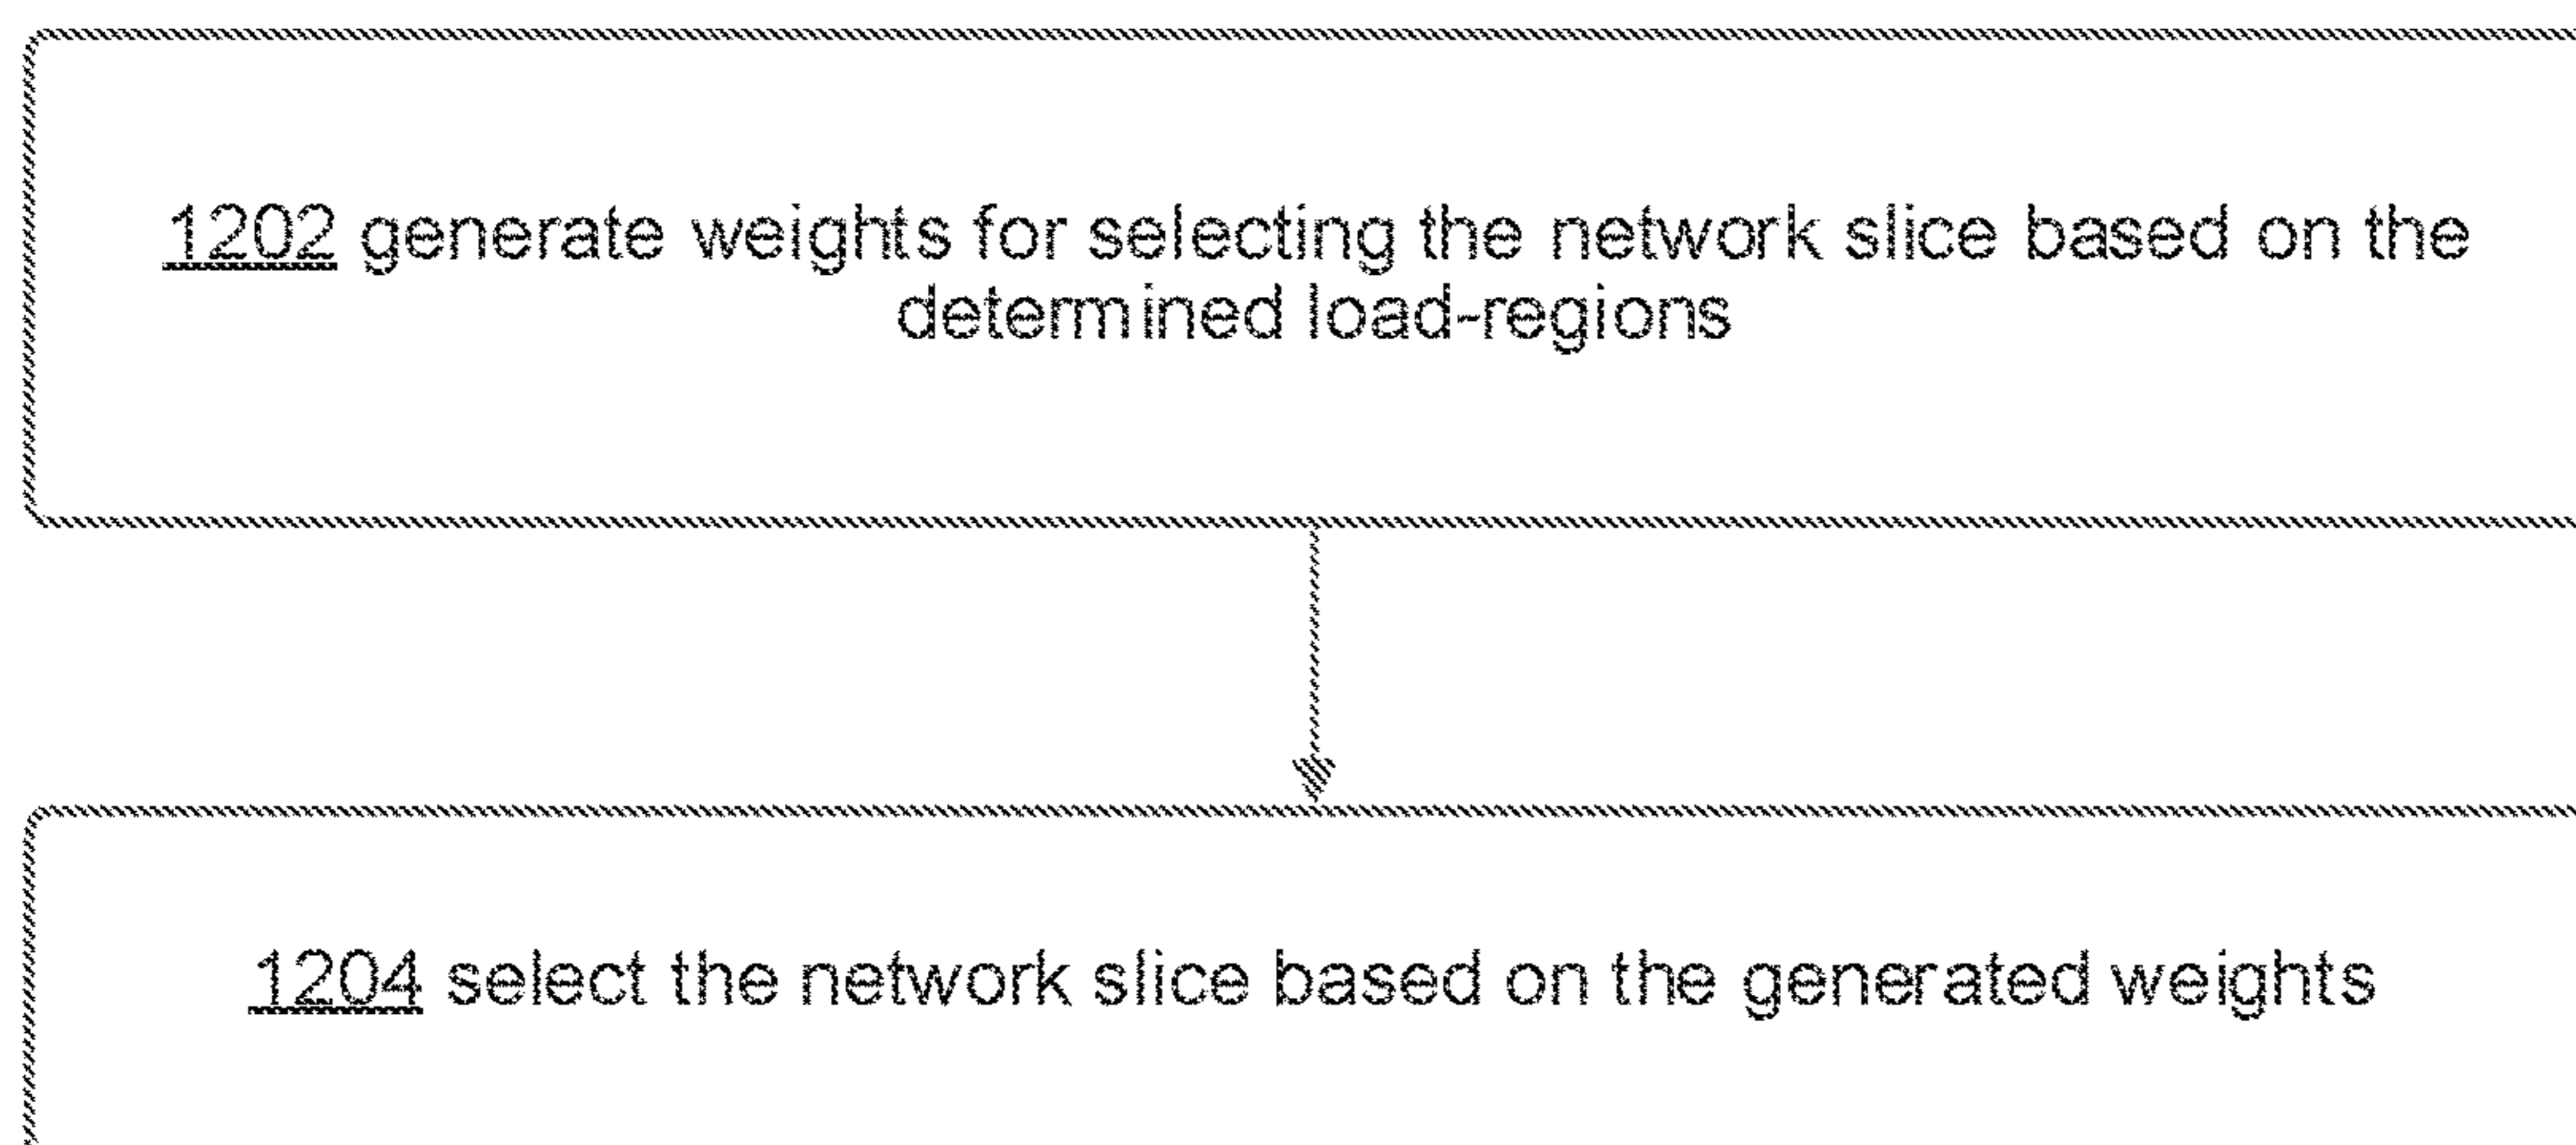 1202 generate weights for selecting the network slice based on the
determined load-regions
1204 select the network slice based on the generated weights